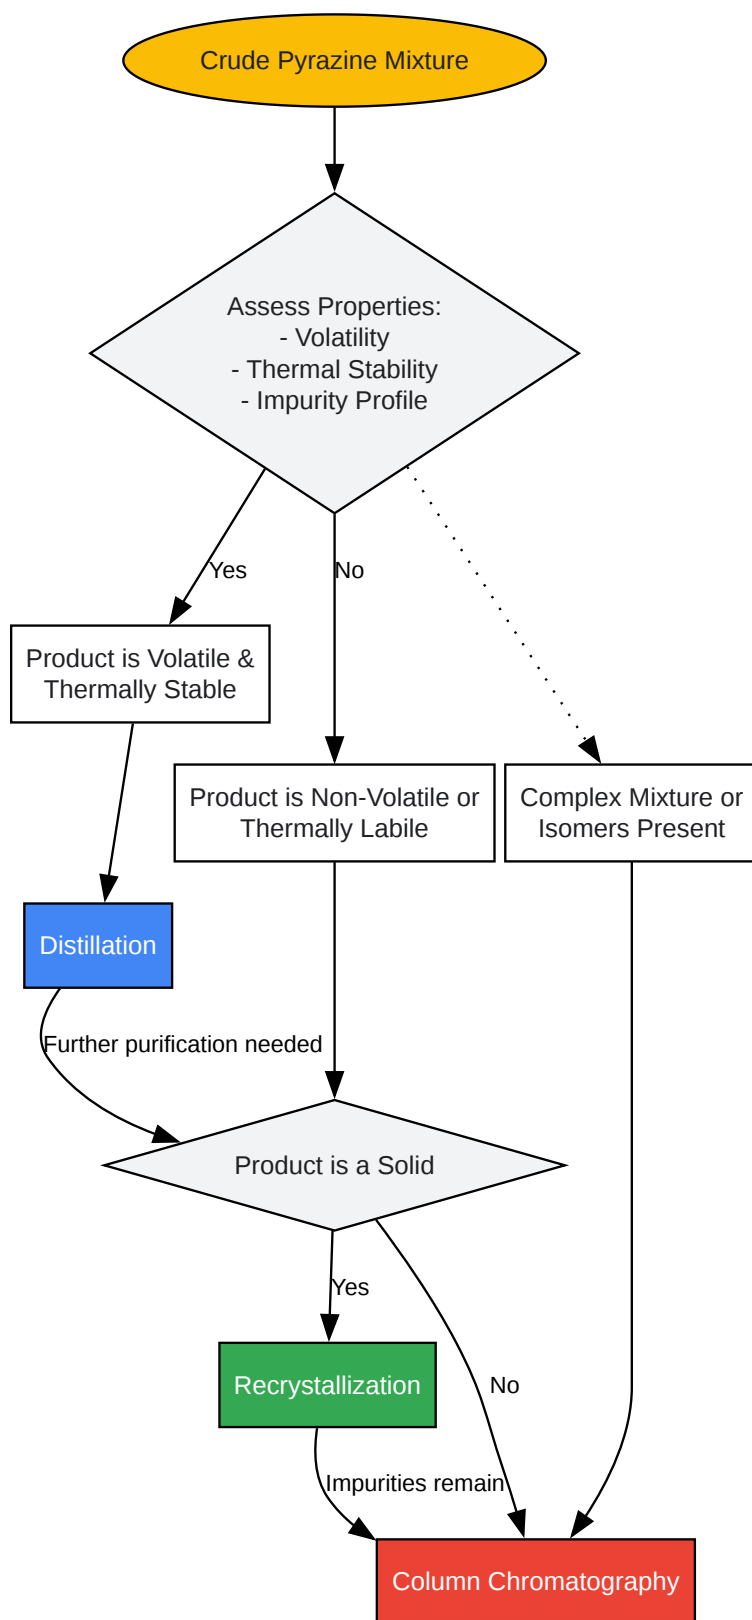 Crude Pyrazine Mixture
Assess Properties:
- Volatility
- Thermal Stability
- Impurity Profile
Yes
No
Product is Volatile &
Thermally Stable
Product is Non-Volatile or
Thermally Labile
Complex Mixture or
Isomers Present
Distillation
Further purification needed
Product is a Solid
Yes
Recrystallization
No
Impurities remain
Column Chromatography